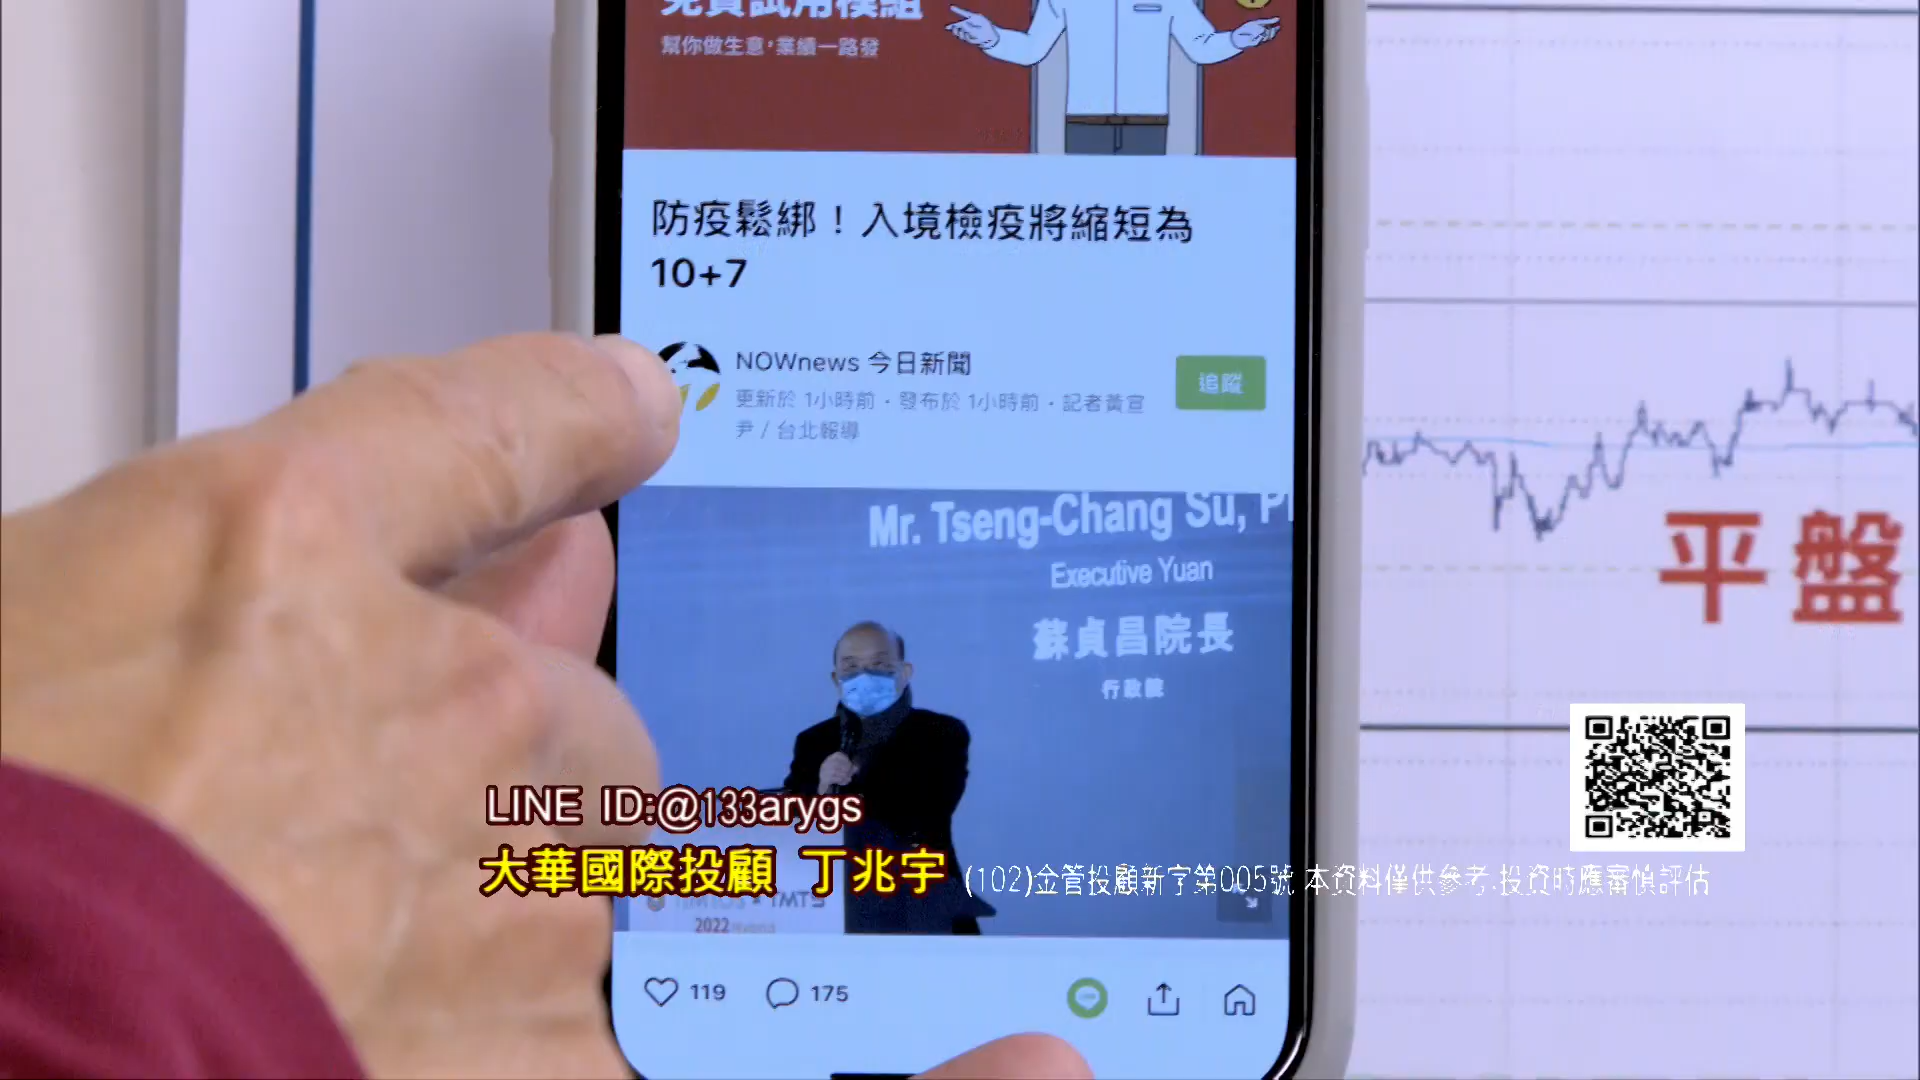 免費試用模組
幫你做生意，業績一路發
防疫鬆綁！入境檢疫將縮短為
10+7
NOWnews 今日新聞
追蹤
更新於 1小時前・發布於 1小時前・記者黃宣
尹 / 台北報導
Mr. Tseng-Chang Su, P
Executive Yuan
蘇貞昌院長
行政院
平盤
LINE ID:@133arygs
大華國際投顧 丁兆宇
(102)金管投顧新字第005號 本資料僅供參考.投資時應審慎評估
TMTS
2022
119
175